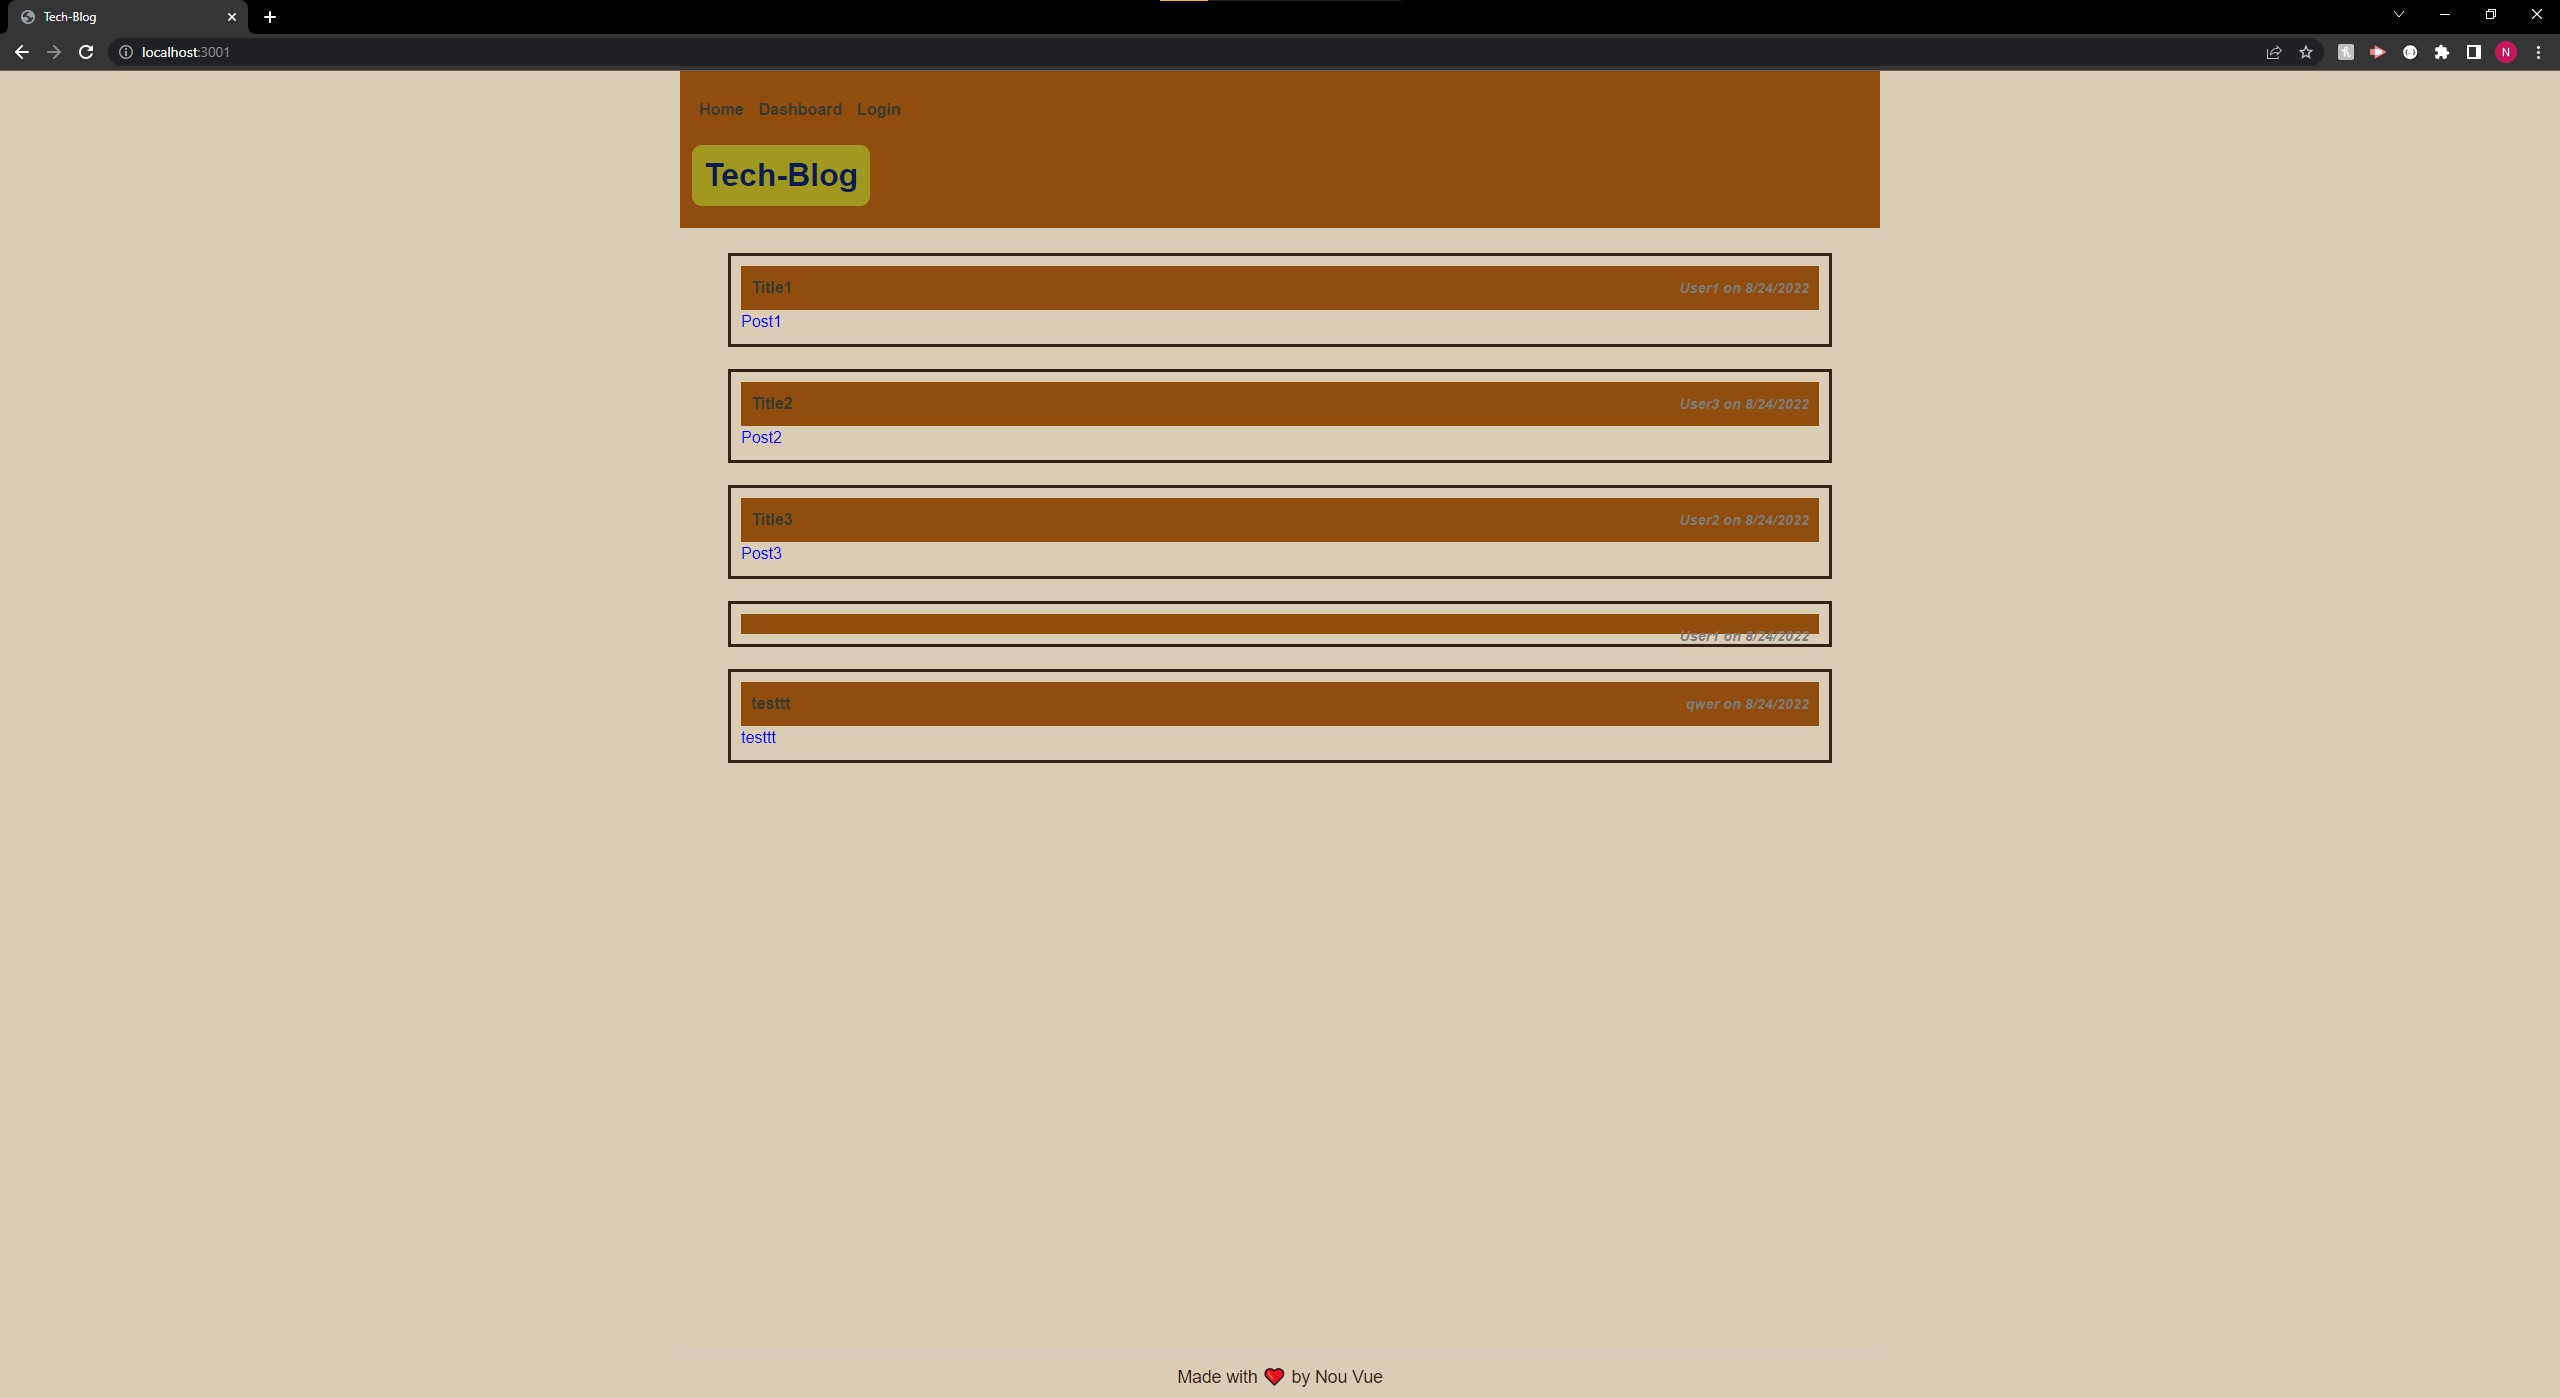 Tech-Blog
localhost:3001
N
Home Dashboard Login
Tech-Blog
Title1 User1 on 8/24/2022
Post1
Title2 User3 on 8/24/2022
Post2
Title3 User2 on 8/24/2022
Post3
User1 on 8/24/2022
testtt qwer on 8/24/2022
testtt
Made with ❤️ by Nou Vue